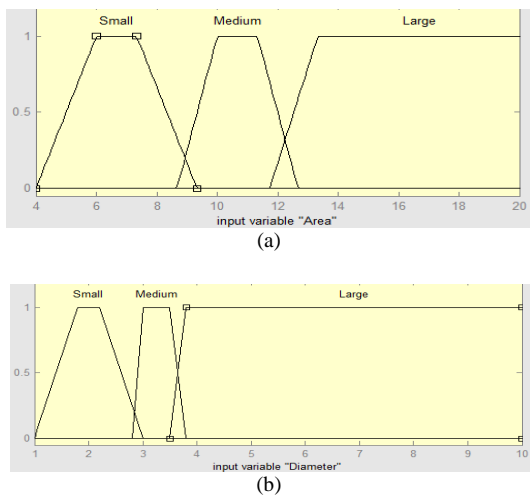 Small Medium Large
1
0.5
0
4 6 8 10 12 14 16 18 20
input variable "Area"
(a)
Small Medium Large
1
0.5
0
1 2 3 4 5 6 7 8 9 10
input variable "Diameter"
(b)